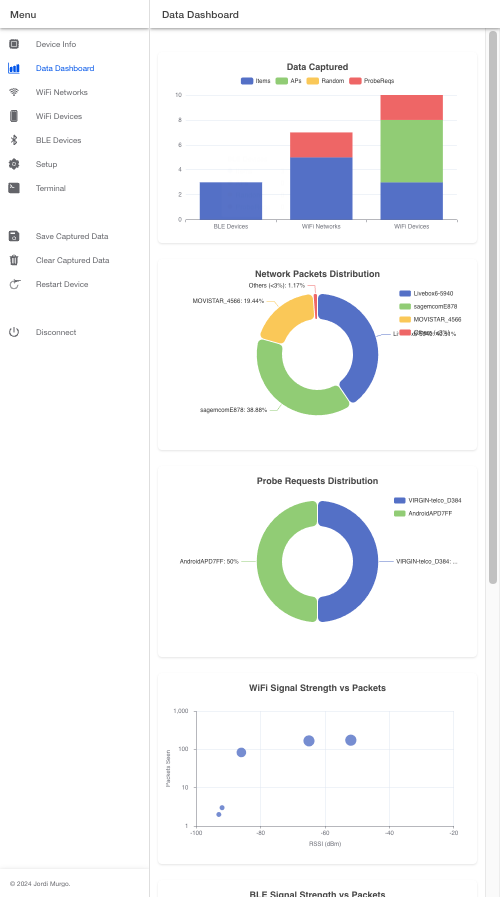 Menu
Data Dashboard
Device Info
Data Dashboard
WiFi Networks
WiFi Devices
BLE Devices
Setup
Terminal
Save Captured Data
Clear Captured Data
Restart Device
Disconnect
© 2024 Jordi Murgo.
Data Captured
Items APs Random ProbeReqs
10
8
6
4
2
0
BLE Devices WiFi Networks WiFi Devices
Network Packets Distribution
Others (<3%): 1.17%
MOVISTAR_4566: 19.44%
sagemcomE878: 38.88%
Livebox6-5940
sagemcomE878
MOVISTAR_4566
Others (<3%)
Probe Requests Distribution
VIRGIN-telco_D384
AndroidAPD7FF
AndroidAPD7FF: 50%
VIRGIN-telco_D384: ...
WiFi Signal Strength vs Packets
1,000
100
10
1
Packets Seen
-100 -80 -60 -40 -20
RSSI (dBm)
BLE Signal Strength vs Packets